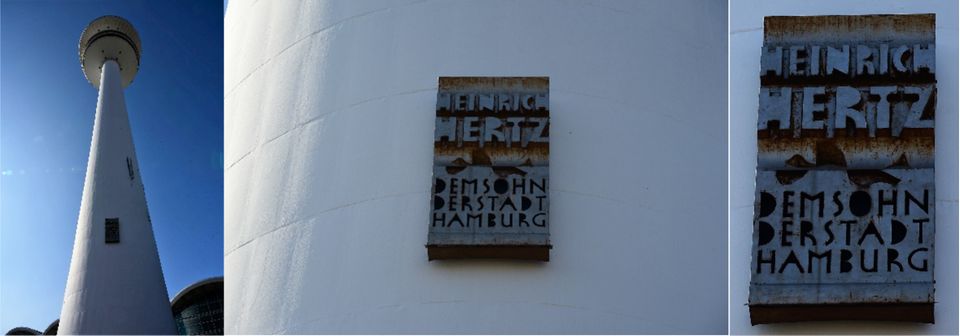 HEINRICH
HERTZ
DEMSOHN
DERSTADT
HAMBURG
HEINRICH
HERTZ
DEMSOHN
DERSTADT
HAMBURG